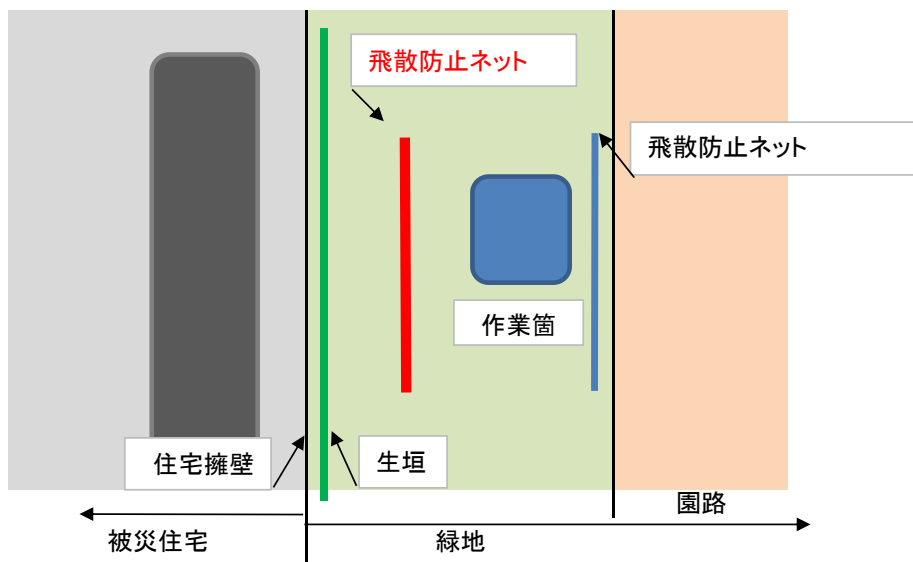 飛散防止ネット
飛散防止ネット
作業箇
住宅擁壁
生垣
園路
被災住宅
緑地